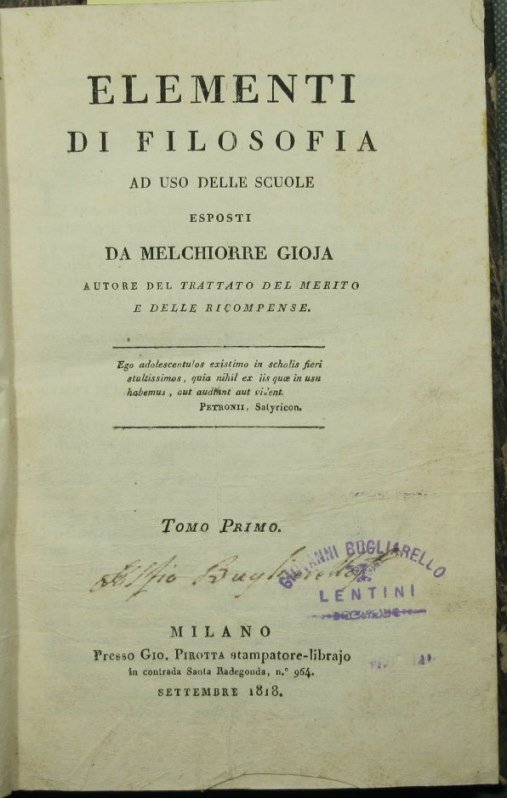 ELEMENTI
DI FILOSOFIA
AD USO DELLE SCUOLE
ESPOSTI
DA MELCHIORRE GIOJA
AUTORE DEL TRATTATO DEL MERITO
E DELLE RICOMPENSE.
Ego adolescentulos existimo in scholis fieri
stultissimos, quia nihil ex iis quæ in usu
habemus, aut audiunt aut vident.
PETRONII, Satyricon.
TOMO PRIMO.
GIOVANNI BUGLIARELLO
LENTINI
MILANO
Presso GIO. PIROTTA stampatore-librajo
in contrada Santa Radegonda, n.° 964.
SETTEMBRE 1818.